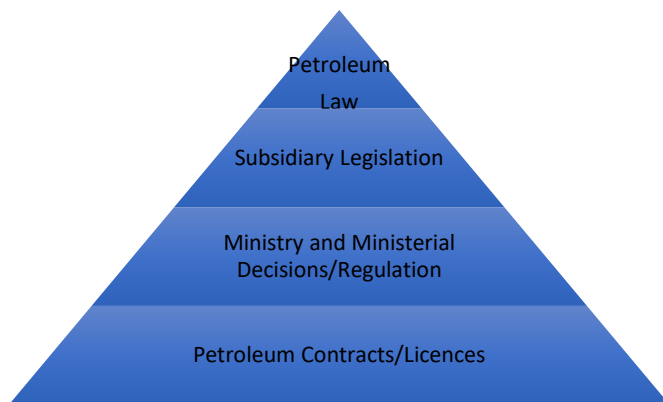 Petroleum
Law
Subsidiary Legislation
Ministry and Ministerial
Decisions/Regulation
Petroleum Contracts/Licences